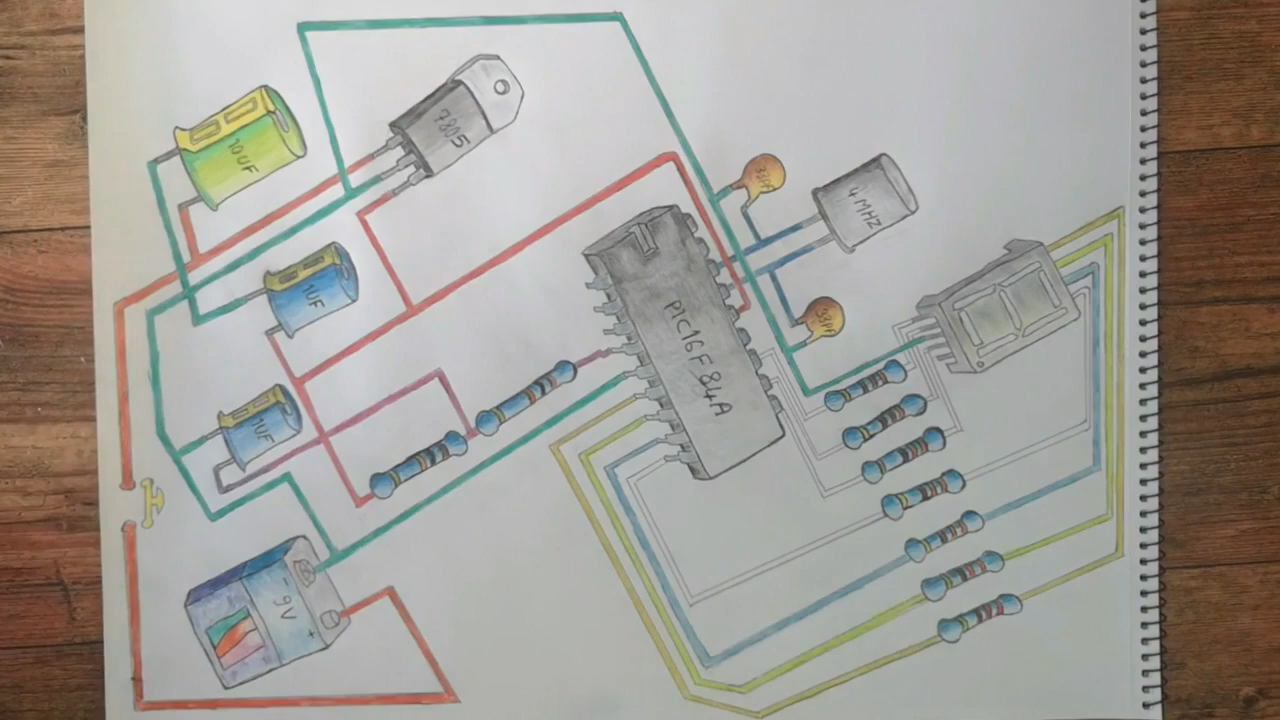 10UF
7805
33pf
4MHZ
1UF
PIC16F84A
33pf
1UF
- 9V +